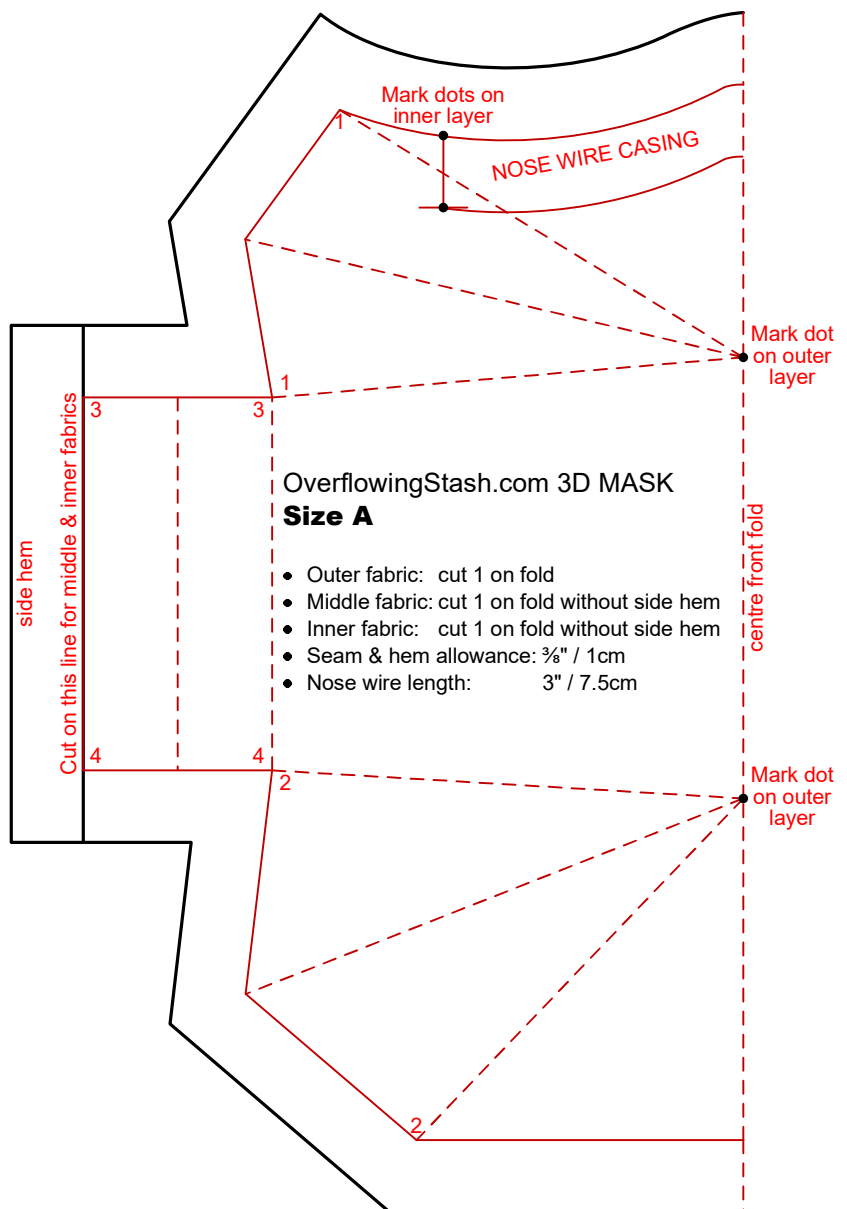 Mark dots on
inner layer
1
NOSE WIRE CASING
Mark dot
on outer
layer
1
3
3
OverflowingStash.com 3D MASK
Size A
• Outer fabric: cut 1 on fold
• Middle fabric: cut 1 on fold without side hem
• Inner fabric: cut 1 on fold without side hem
• Seam & hem allowance: ⅜" / 1cm
• Nose wire length: 3" / 7.5cm
side hem
Cut on this line for middle & inner fabrics
centre front fold
4
4
2
Mark dot
on outer
layer
2